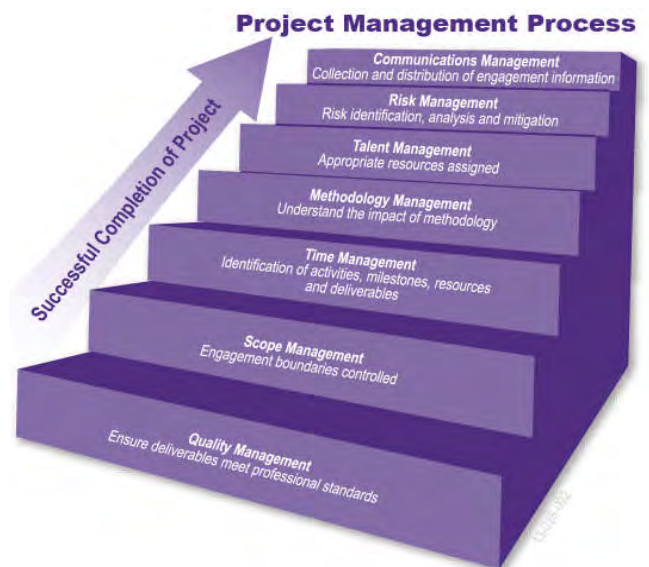 Project Management Process
Successful Completion of Project
Communications Management
Collection and distribution of engagement information
Risk Management
Risk identification, analysis and mitigation
Talent Management
Appropriate resources assigned
Methodology Management
Understand the impact of methodology
Time Management
Identification of activities, milestones, resources
and deliverables
Scope Management
Engagement boundaries controlled
Quality Management
Ensure deliverables meet professional standards